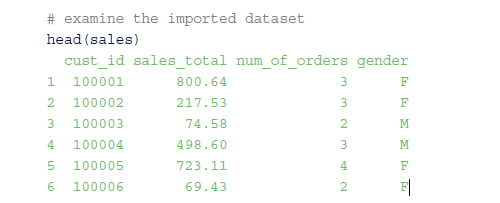 # examine the imported dataset
head(sales)
cust_id sales_total num_of_orders gender
1 100001 800.64 3 F
2 100002 217.53 3 F
3 100003 74.58 2 M
4 100004 498.60 3 M
5 100005 723.11 4 F
6 100006 69.43 2 F